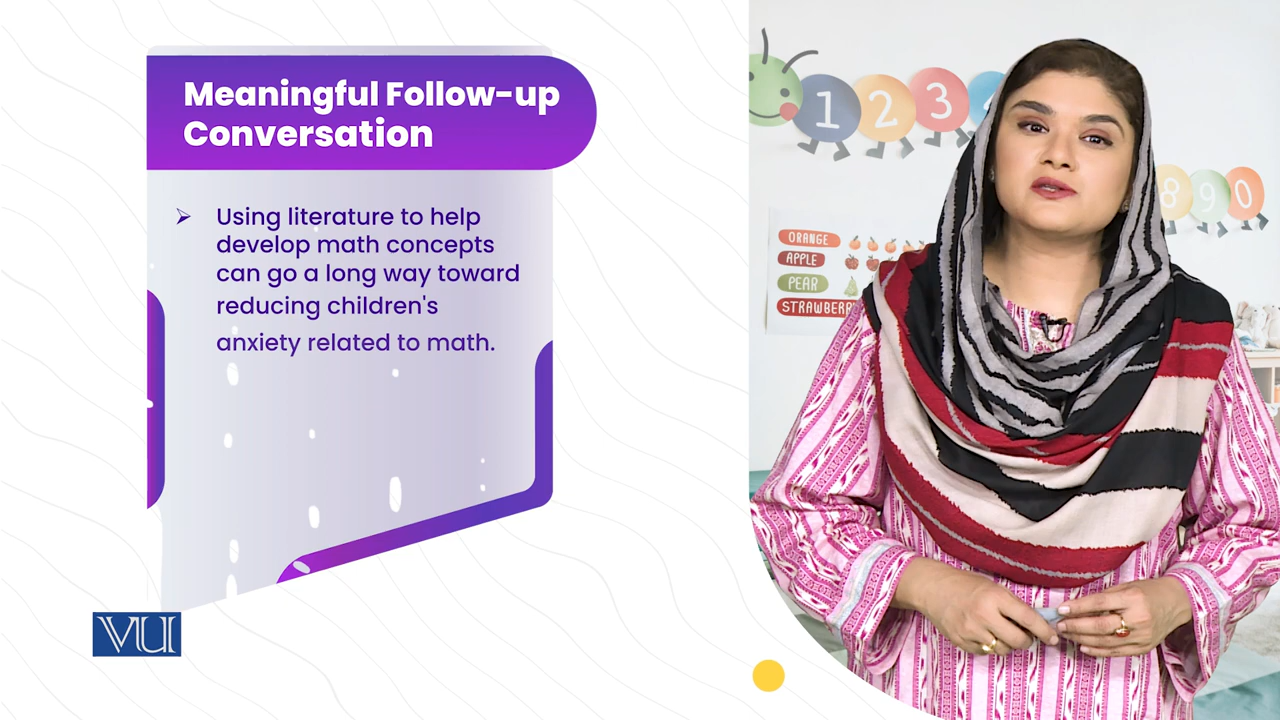 Meaningful Follow-up
Conversation
➢ Using literature to help
develop math concepts
can go a long way toward
reducing children's
anxiety related to math.
VU
1 2 3
8 9 0
ORANGE
APPLE
PEAR